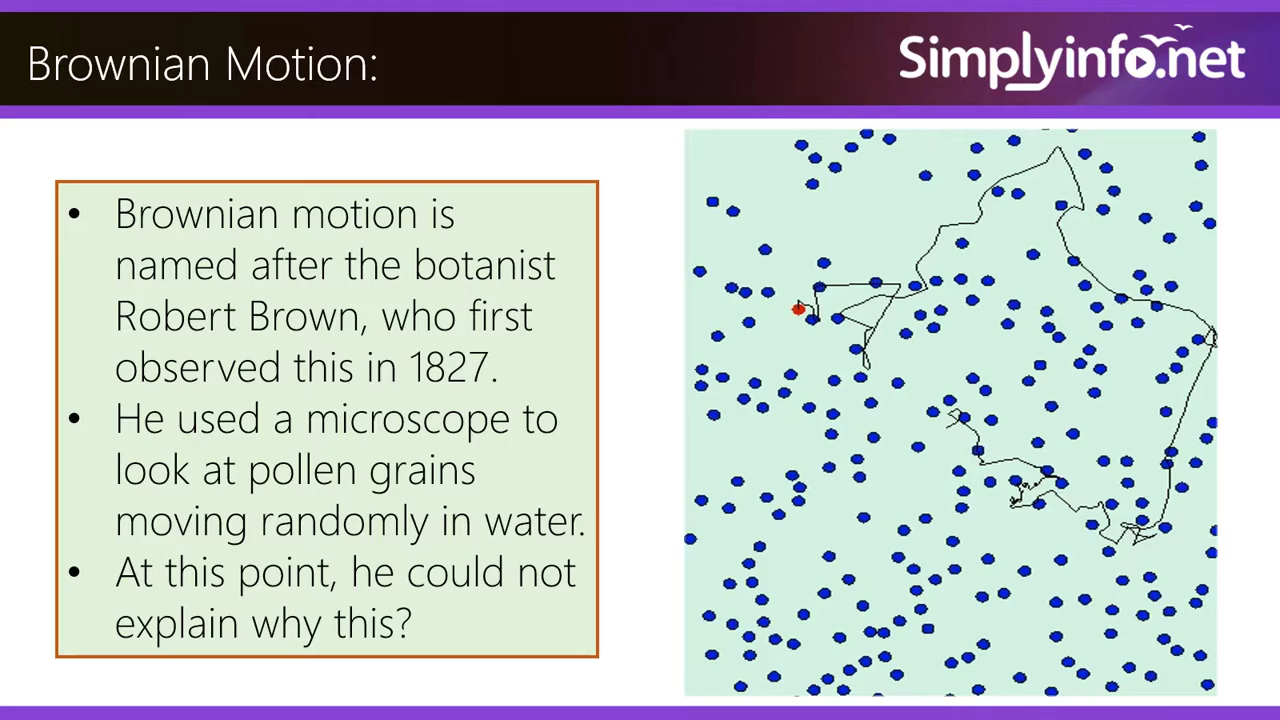 Brownian Motion:
Simplyinfo.net
• Brownian motion is
named after the botanist
Robert Brown, who first
observed this in 1827.
• He used a microscope to
look at pollen grains
moving randomly in water.
• At this point, he could not
explain why this?